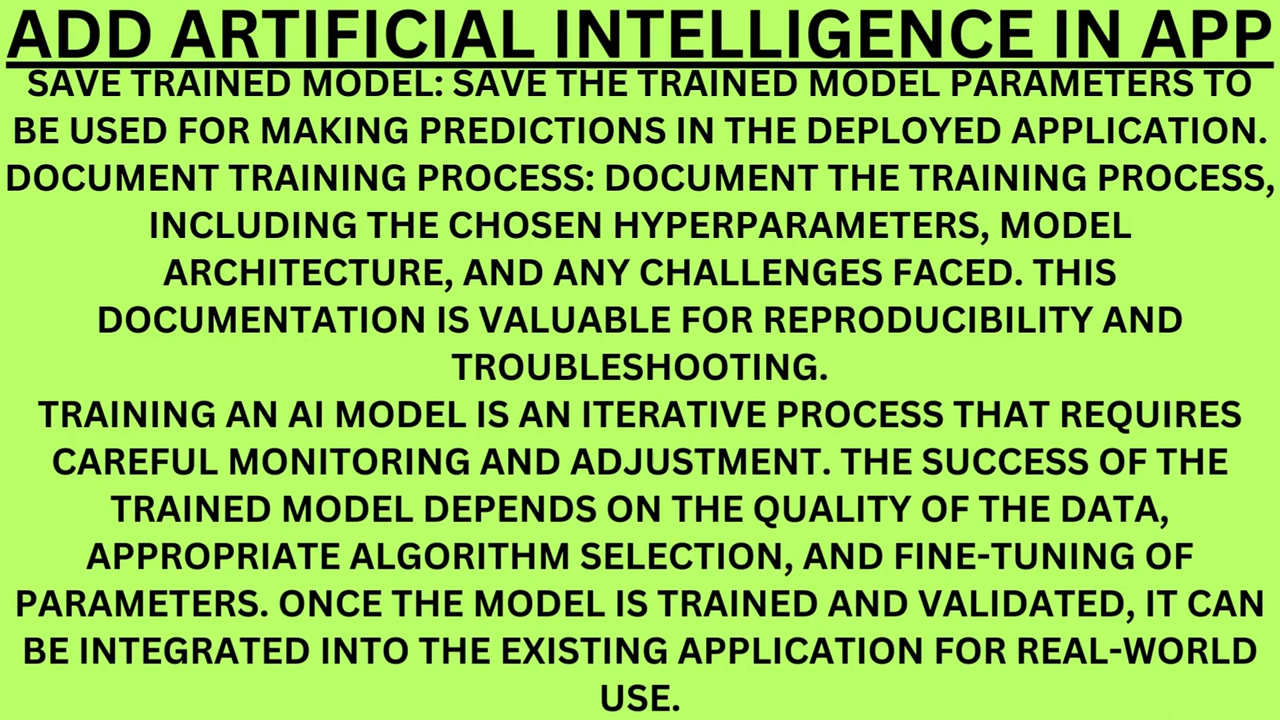 ADD ARTIFICIAL INTELLIGENCE IN APP
SAVE TRAINED MODEL: SAVE THE TRAINED MODEL PARAMETERS TO
BE USED FOR MAKING PREDICTIONS IN THE DEPLOYED APPLICATION.
DOCUMENT TRAINING PROCESS: DOCUMENT THE TRAINING PROCESS,
INCLUDING THE CHOSEN HYPERPARAMETERS, MODEL
ARCHITECTURE, AND ANY CHALLENGES FACED. THIS
DOCUMENTATION IS VALUABLE FOR REPRODUCIBILITY AND
TROUBLESHOOTING.
TRAINING AN AI MODEL IS AN ITERATIVE PROCESS THAT REQUIRES
CAREFUL MONITORING AND ADJUSTMENT. THE SUCCESS OF THE
TRAINED MODEL DEPENDS ON THE QUALITY OF THE DATA,
APPROPRIATE ALGORITHM SELECTION, AND FINE-TUNING OF
PARAMETERS. ONCE THE MODEL IS TRAINED AND VALIDATED, IT CAN
BE INTEGRATED INTO THE EXISTING APPLICATION FOR REAL-WORLD
USE.